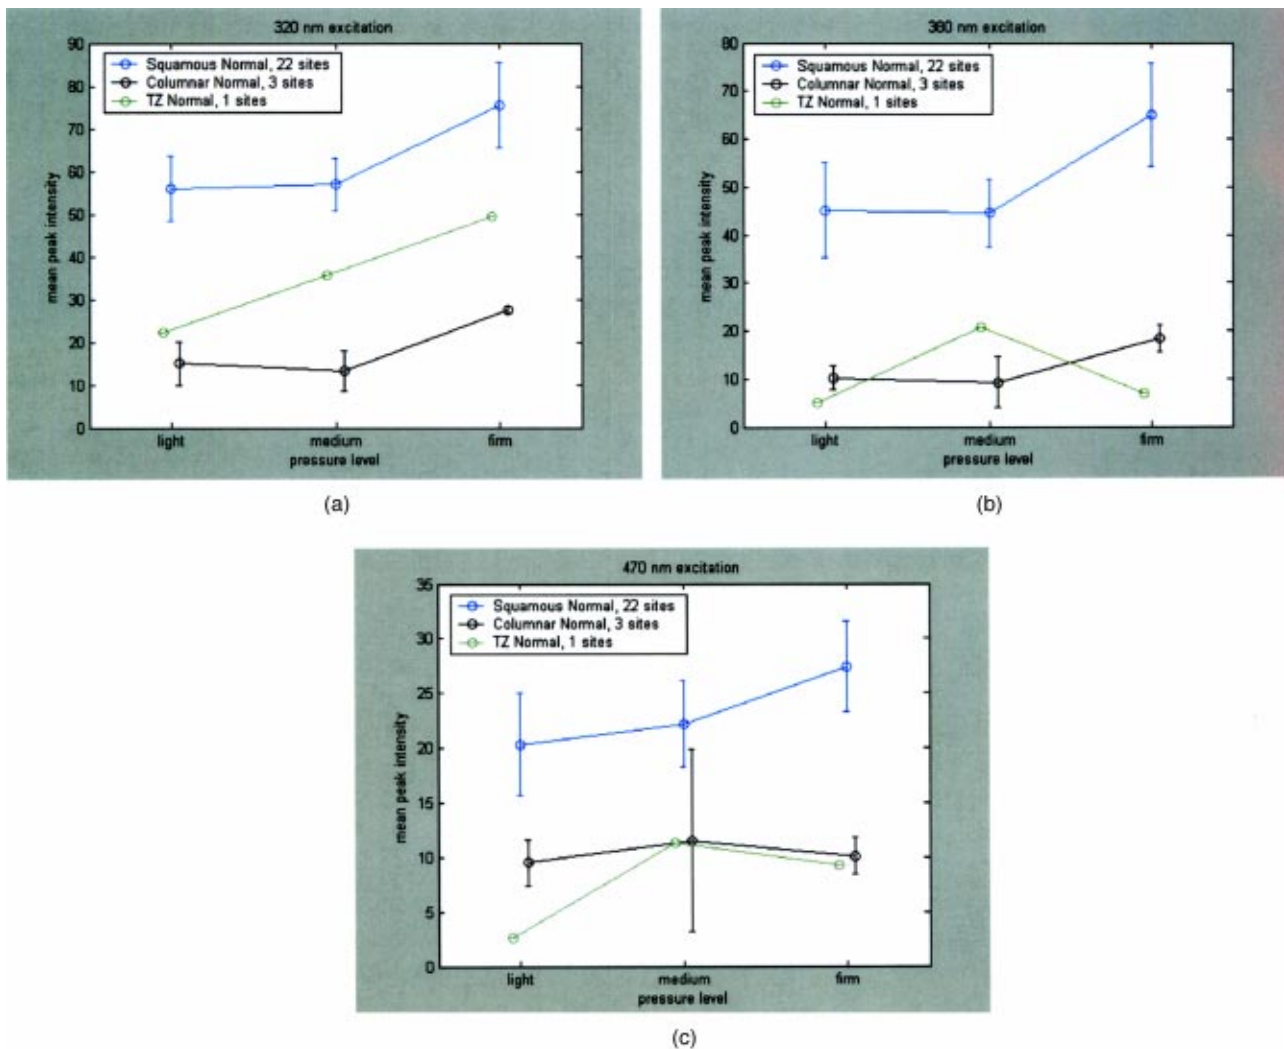 320 nm excitation
90
80
70
60
50
40
30
20
10
0
mean peak intensity
Squamous Normal, 22 sites
Columnar Normal, 3 sites
TZ Normal, 1 sites
light
medium
firm
pressure level
(a)
380 nm excitation
80
70
60
50
40
30
20
10
0
mean peak intensity
Squamous Normal, 22 sites
Columnar Normal, 3 sites
TZ Normal, 1 sites
light
medium
firm
pressure level
(b)
470 nm excitation
35
30
25
20
15
10
5
0
mean peak intensity
Squamous Normal, 22 sites
Columnar Normal, 3 sites
TZ Normal, 1 sites
light
medium
firm
pressure level
(c)